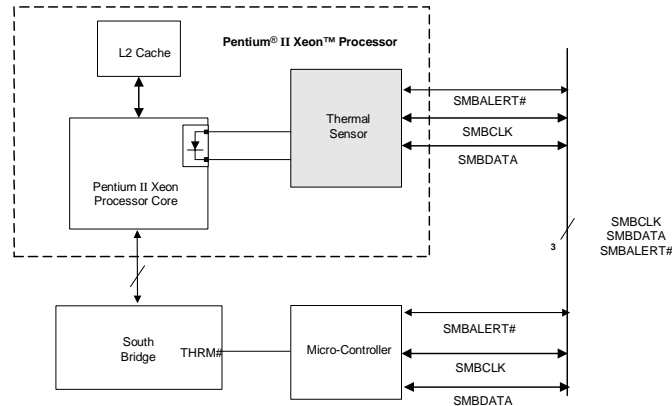 Pentium® II Xeon™ Processor
L2 Cache
Thermal
Sensor
SMBALERT#
SMBCLK
SMBDATA
Pentium II Xeon
Processor Core
3
SMBCLK
SMBDATA
SMBALERT#
South
Bridge
THRM#
Micro-Controller
SMBALERT#
SMBCLK
SMBDATA